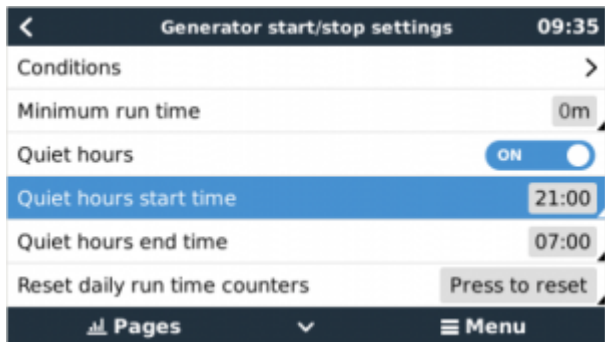 Generator start/stop settings 09:35
Conditions
Minimum run time 0m
Quiet hours ON
Quiet hours start time 21:00
Quiet hours end time 07:00
Reset daily run time counters Press to reset
Pages Menu